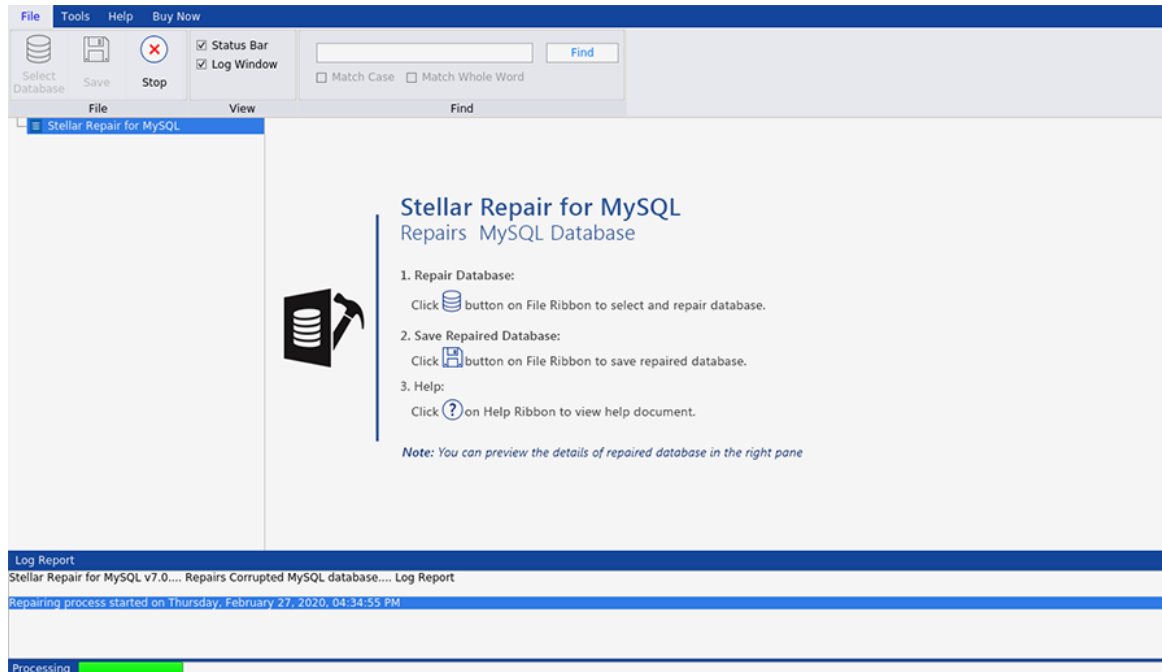 File Tools Help Buy Now
Select Database
Save
Stop
Status Bar
Log Window
Find
Match Case Match Whole Word
File View Find
Stellar Repair for MySQL
Stellar Repair for MySQL
Repairs MySQL Database
1. Repair Database:
Click button on File Ribbon to select and repair database.
2. Save Repaired Database:
Click button on File Ribbon to save repaired database.
3. Help:
Click ? on Help Ribbon to view help document.
Note: You can preview the details of repaired database in the right pane
Log Report
Stellar Repair for MySQL v7.0.... Repairs Corrupted MySQL database.... Log Report
Repairing process started on Thursday, February 27, 2020, 04:34:55 PM
Processing